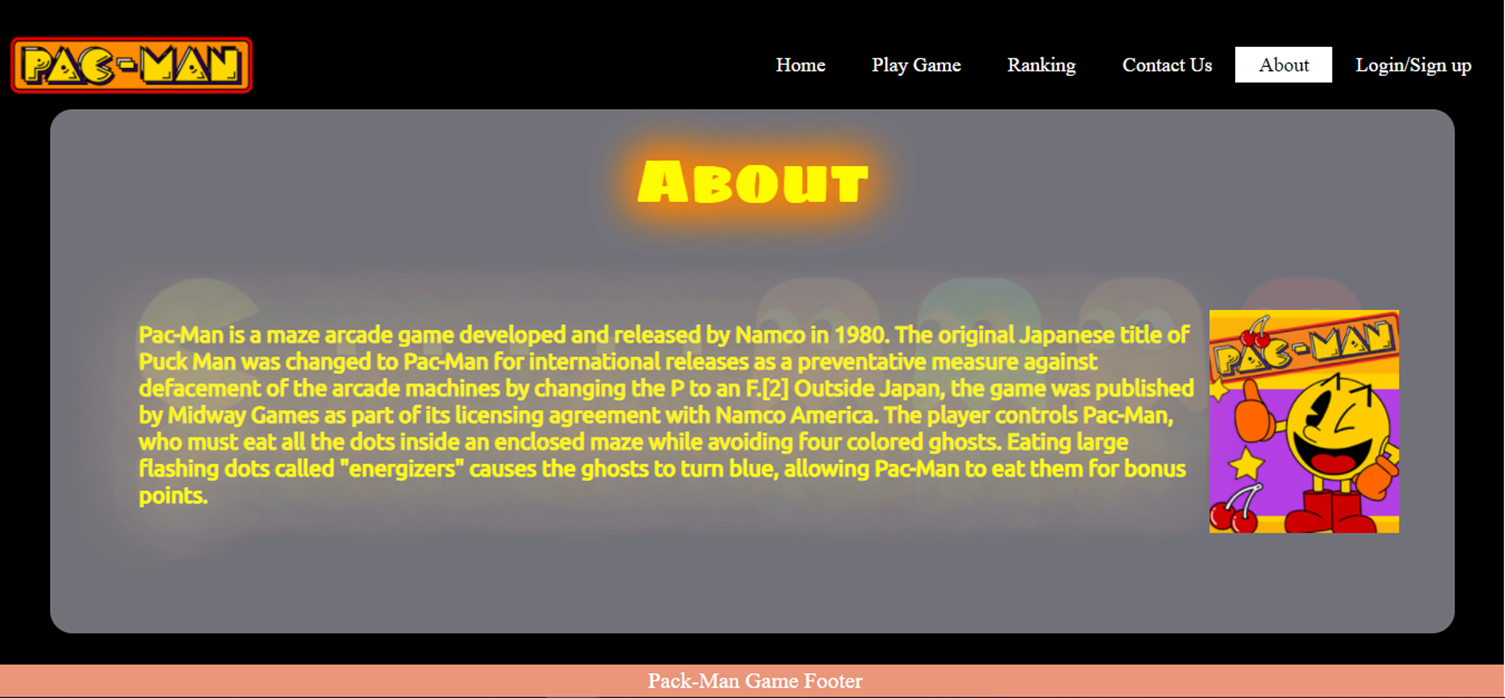 PAC-MAN
Home Play Game Ranking Contact Us About Login/Sign up
About
Pac-Man is a maze arcade game developed and released by Namco in 1980. The original Japanese title of
Puck Man was changed to Pac-Man for international releases as a preventative measure against
defacement of the arcade machines by changing the P to an F.[2] Outside Japan, the game was published
by Midway Games as part of its licensing agreement with Namco America. The player controls Pac-Man,
who must eat all the dots inside an enclosed maze while avoiding four colored ghosts. Eating large
flashing dots called "energizers" causes the ghosts to turn blue, allowing Pac-Man to eat them for bonus
points.
PAC-MAN
Pack-Man Game Footer